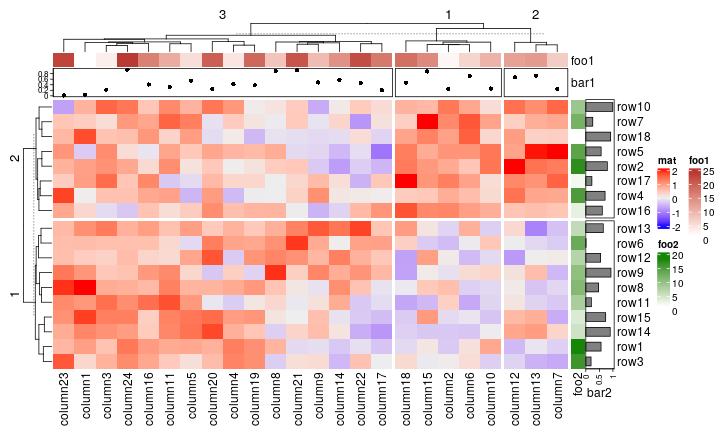 3 1 2
foo1
bar1
0.8
0.6
0.4
0.2
0
2
1
row10
row7
row18
row5
row2
row17
row4
row16
row13
row6
row12
row9
row8
row11
row15
row14
row1
row3
mat
2
1
0
-1
-2
foo1
25
20
15
10
5
0
foo2
20
15
10
5
0
column23
column1
column3
column24
column16
column11
column5
column20
column4
column19
column8
column21
column9
column14
column22
column17
column18
column15
column2
column6
column10
column12
column13
column7
foo2
0
0.5
1
bar2